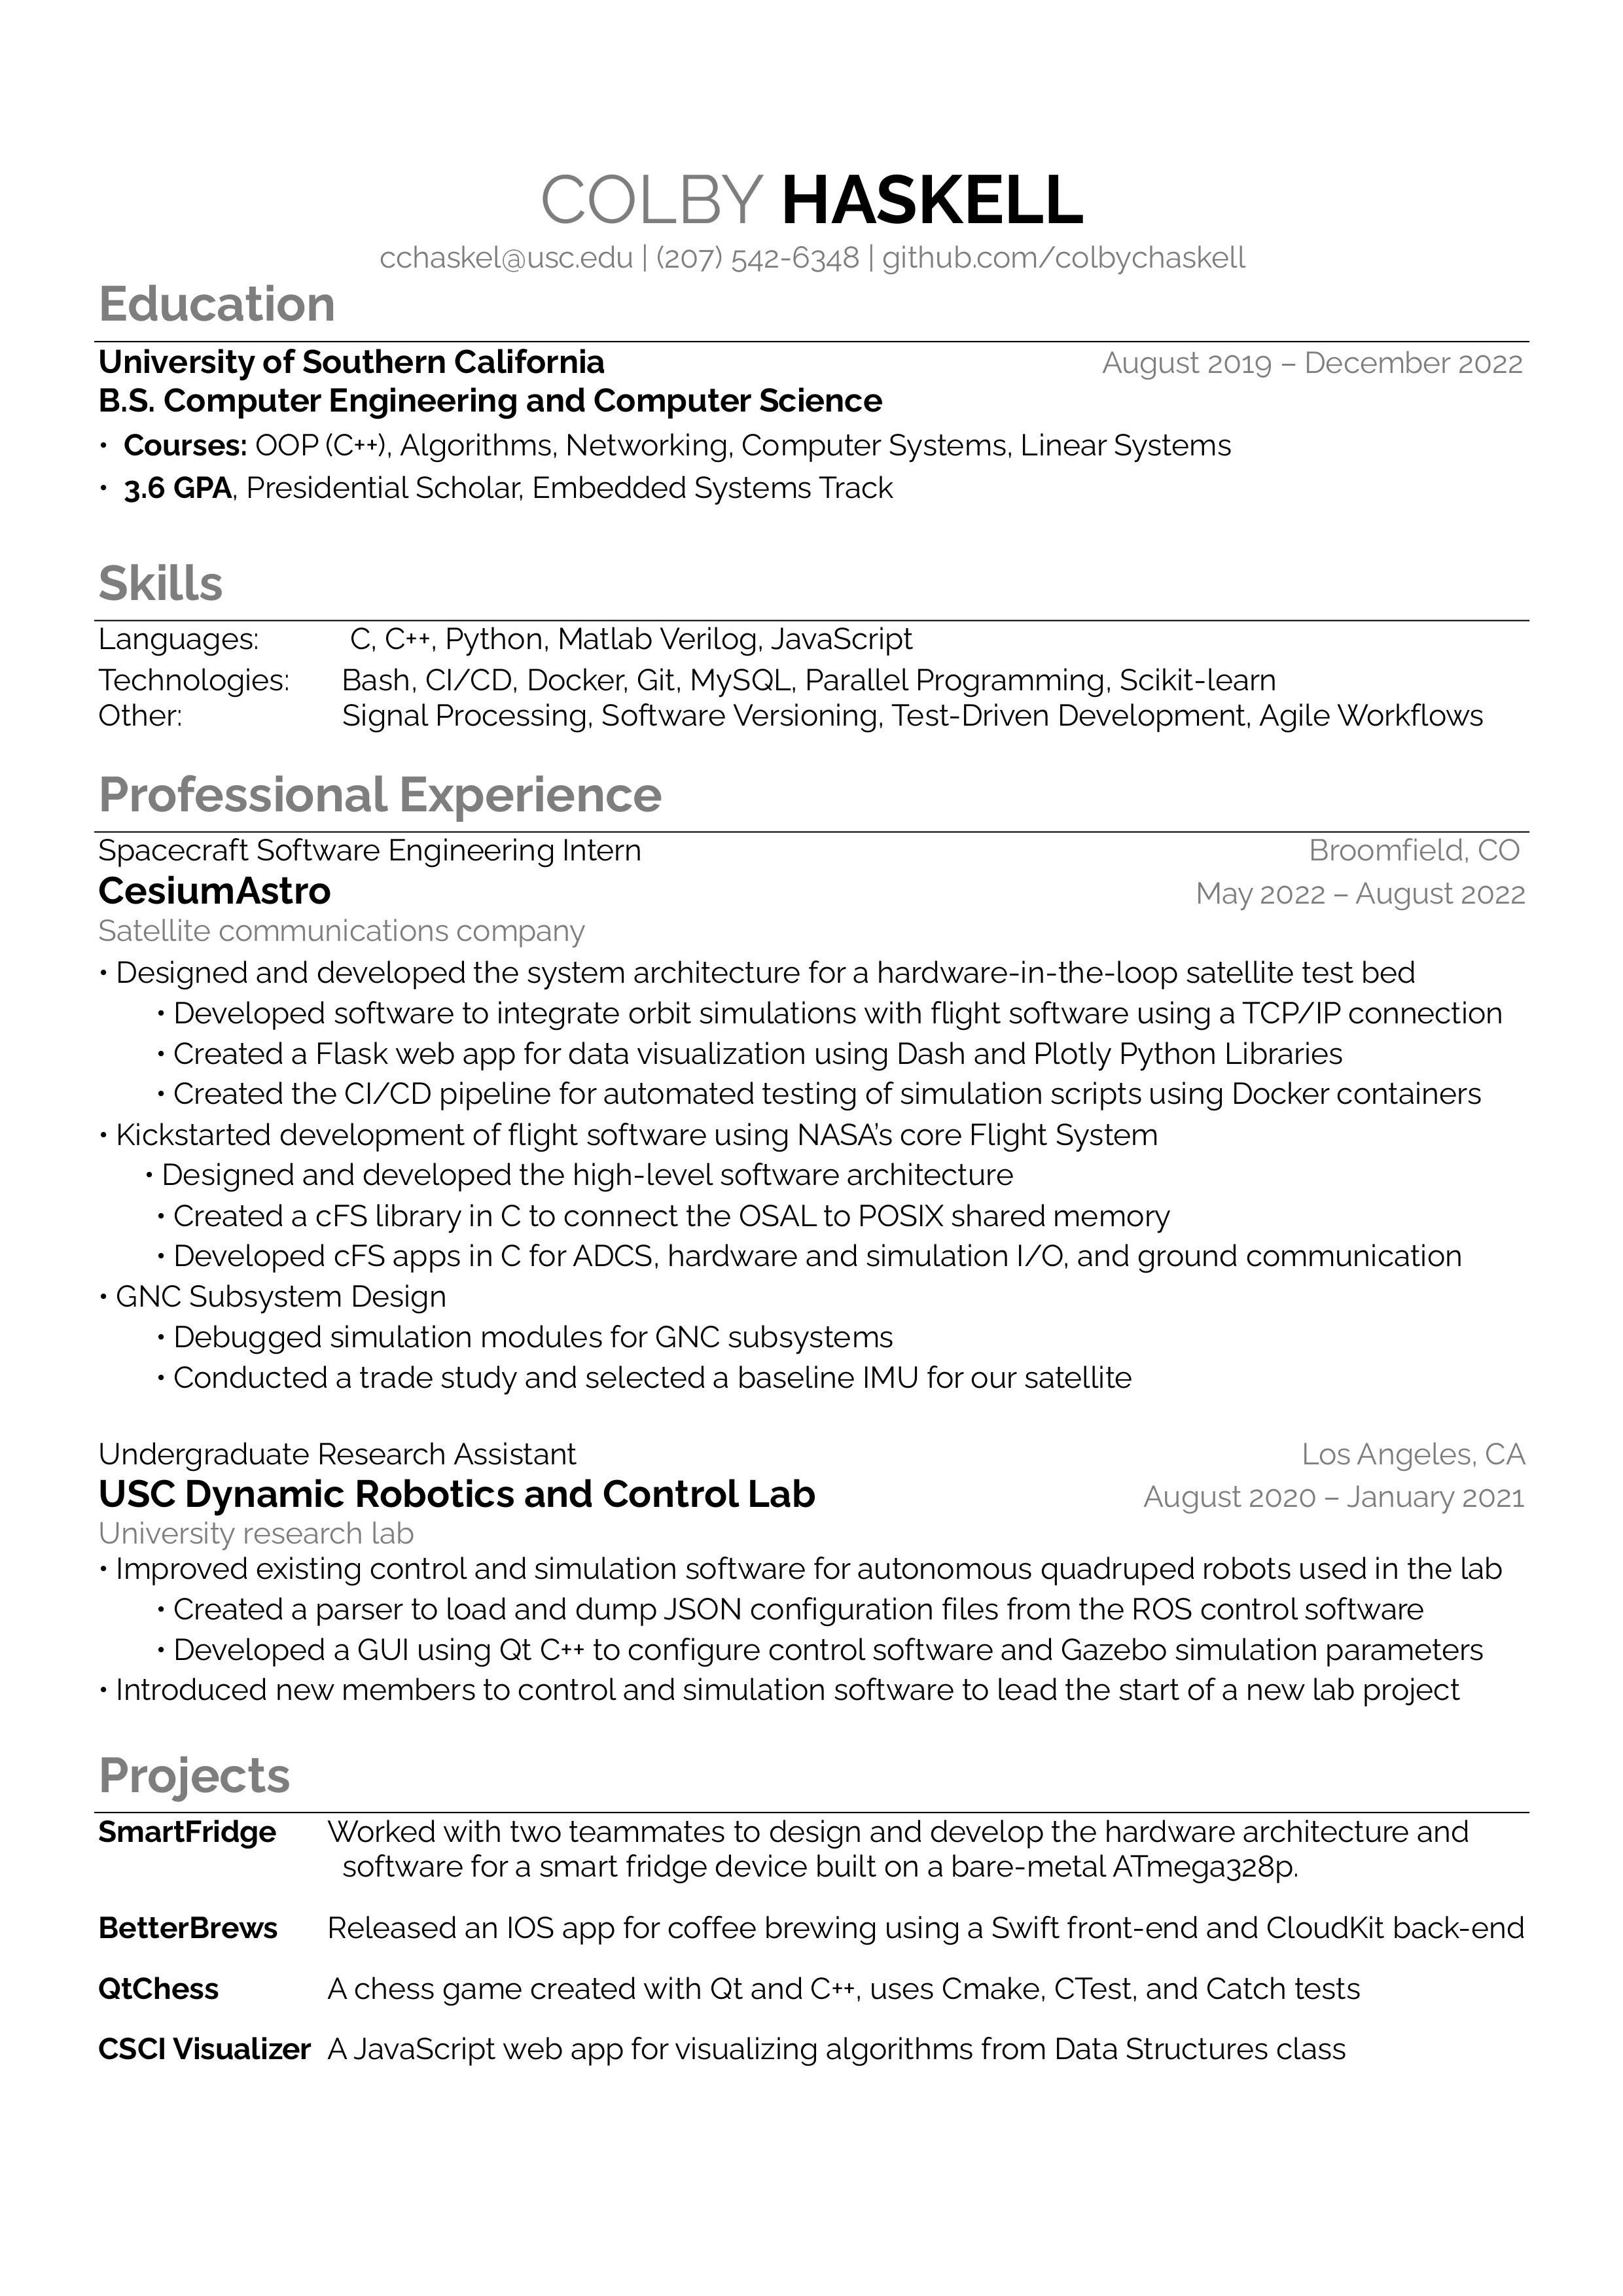 COLBY HASKELL
cchaskel@usc.edu | (207) 542-6348 | github.com/colbychaskell
Education
University of Southern California August 2019 – December 2022
B.S. Computer Engineering and Computer Science
• Courses: OOP (C++), Algorithms, Networking, Computer Systems, Linear Systems
• 3.6 GPA, Presidential Scholar, Embedded Systems Track
Skills
Languages: C, C++, Python, Matlab Verilog, JavaScript
Technologies: Bash, CI/CD, Docker, Git, MySQL, Parallel Programming, Scikit-learn
Other: Signal Processing, Software Versioning, Test-Driven Development, Agile Workflows
Professional Experience
Spacecraft Software Engineering Intern Broomfield, CO
CesiumAstro May 2022 – August 2022
Satellite communications company
• Designed and developed the system architecture for a hardware-in-the-loop satellite test bed
• Developed software to integrate orbit simulations with flight software using a TCP/IP connection
• Created a Flask web app for data visualization using Dash and Plotly Python Libraries
• Created the CI/CD pipeline for automated testing of simulation scripts using Docker containers
• Kickstarted development of flight software using NASA’s core Flight System
• Designed and developed the high-level software architecture
• Created a cFS library in C to connect the OSAL to POSIX shared memory
• Developed cFS apps in C for ADCS, hardware and simulation I/O, and ground communication
• GNC Subsystem Design
• Debugged simulation modules for GNC subsystems
• Conducted a trade study and selected a baseline IMU for our satellite
Undergraduate Research Assistant Los Angeles, CA
USC Dynamic Robotics and Control Lab August 2020 – January 2021
University research lab
• Improved existing control and simulation software for autonomous quadruped robots used in the lab
• Created a parser to load and dump JSON configuration files from the ROS control software
• Developed a GUI using Qt C++ to configure control software and Gazebo simulation parameters
• Introduced new members to control and simulation software to lead the start of a new lab project
Projects
SmartFridge Worked with two teammates to design and develop the hardware architecture and
software for a smart fridge device built on a bare-metal ATmega328p.
BetterBrews Released an IOS app for coffee brewing using a Swift front-end and CloudKit back-end
QtChess A chess game created with Qt and C++, uses Cmake, CTest, and Catch tests
CSCI Visualizer A JavaScript web app for visualizing algorithms from Data Structures class